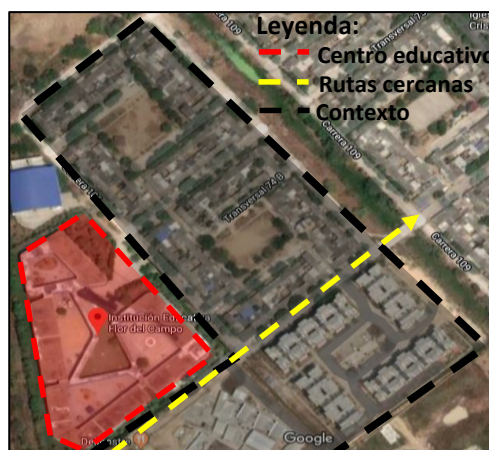 Leyenda:
Centro educativo
Rutas cercanas
Contexto
Transversal 74 B
Carrera 109
Carrera 109
Institución Educativa
Flor del Campo
Google